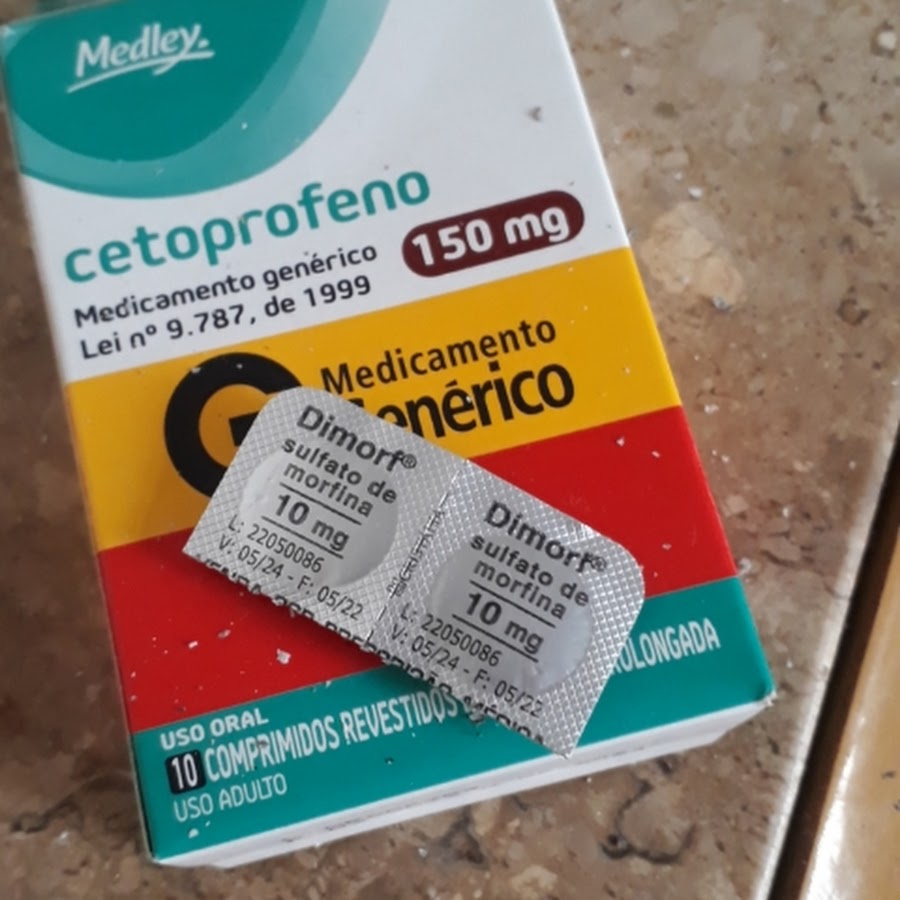 Medley.
cetoprofeno
150 mg
Medicamento genérico
Lei nº 9.787, de 1999
Medicamento
Genérico
Dimorf®
sulfato de
morfina
10 mg
L: 22050086
V: 05/24 - F: 05/22
Dimorf®
sulfato de
morfina
10 mg
L: 22050086
V: 05/24 - F: 05/22
USO ORAL
10 COMPRIMIDOS REVESTIDOS
USO ADULTO